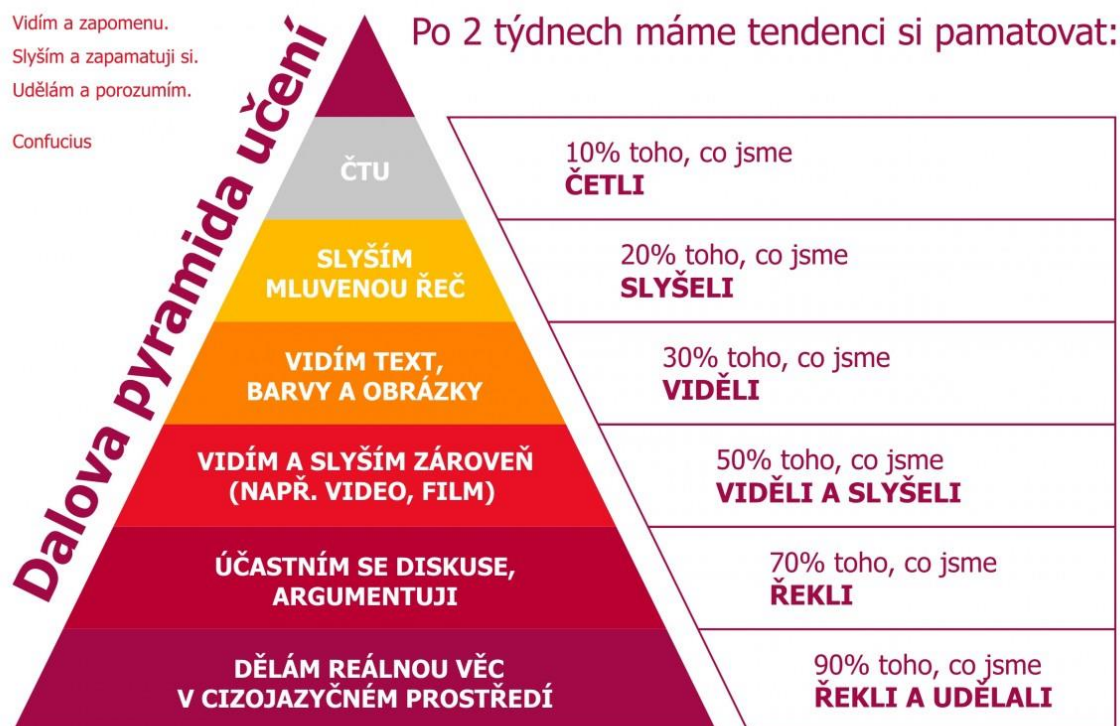 Vidím a zapomenu.
Slyším a zapamatuji si.
Udělám a porozumím.
Confucius
Dalova pyramida učení
Po 2 týdnech máme tendenci si pamatovat:
ČTU
10% toho, co jsme
ČETLI
SLYŠÍM
MLUVENOU ŘEČ
20% toho, co jsme
SLYŠELI
VIDÍM TEXT,
BARVY A OBRÁZKY
30% toho, co jsme
VIDĚLI
VIDÍM A SLYŠÍM ZÁROVEŇ
(NAPŘ. VIDEO, FILM)
50% toho, co jsme
VIDĚLI A SLYŠELI
ÚČASTNÍM SE DISKUSE,
ARGUMENTUJI
70% toho, co jsme
ŘEKLI
DĚLÁM REÁLNOU VĚC
V CIZOJAZYČNÉM PROSTŘEDÍ
90% toho, co jsme
ŘEKLI A UDĚLALI